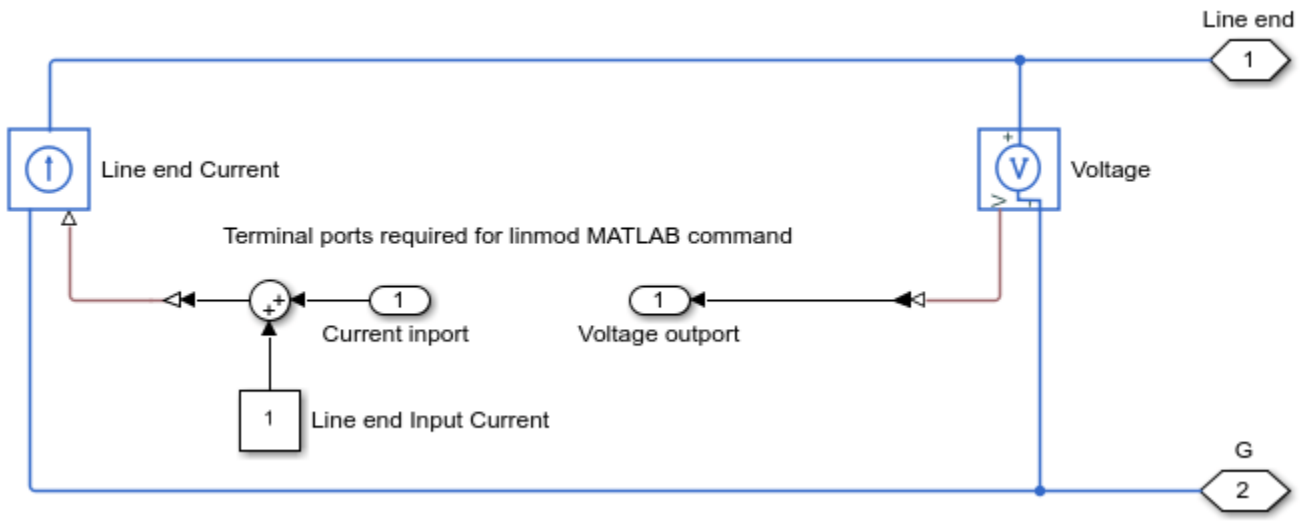 Line end
1
Line end Current
+
V
Voltage
V
-
Terminal ports required for linmod MATLAB command
+
+
1
Current inport
1
Voltage outport
1
Line end Input Current
G
2